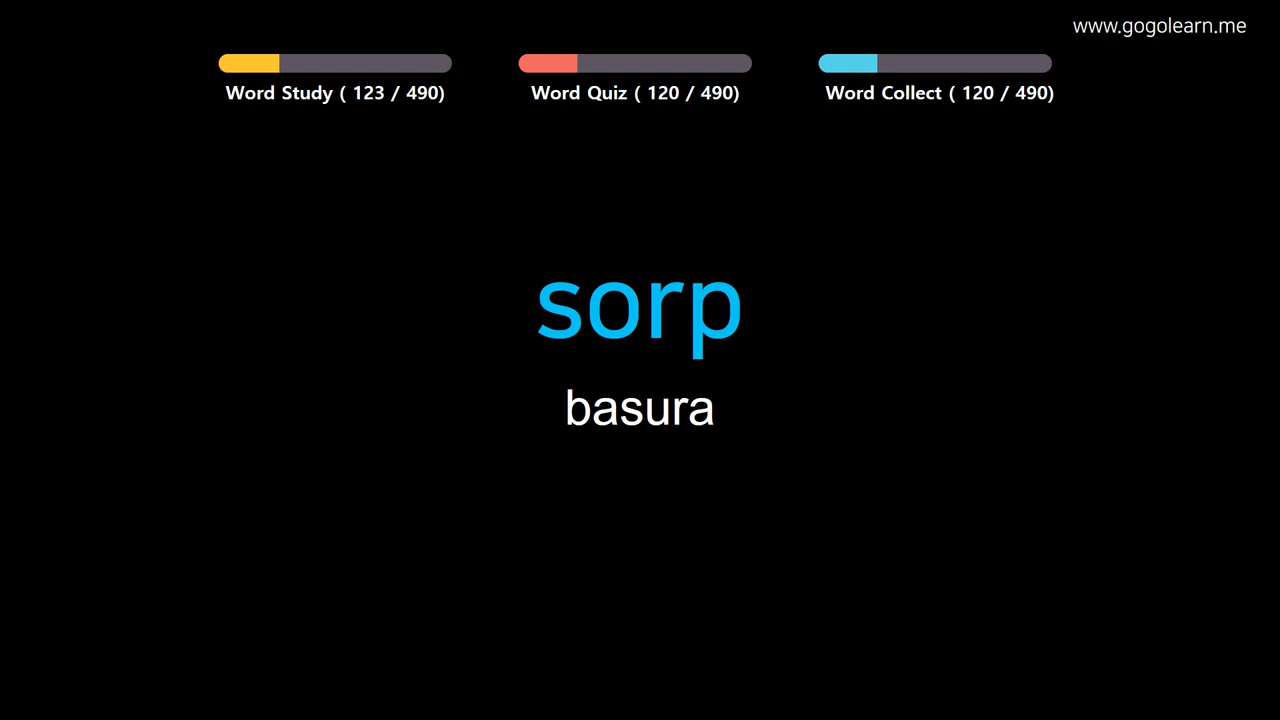 www.gogolearn.me
Word Study ( 123 / 490)
Word Quiz ( 120 / 490)
Word Collect ( 120 / 490)
sorp
basura